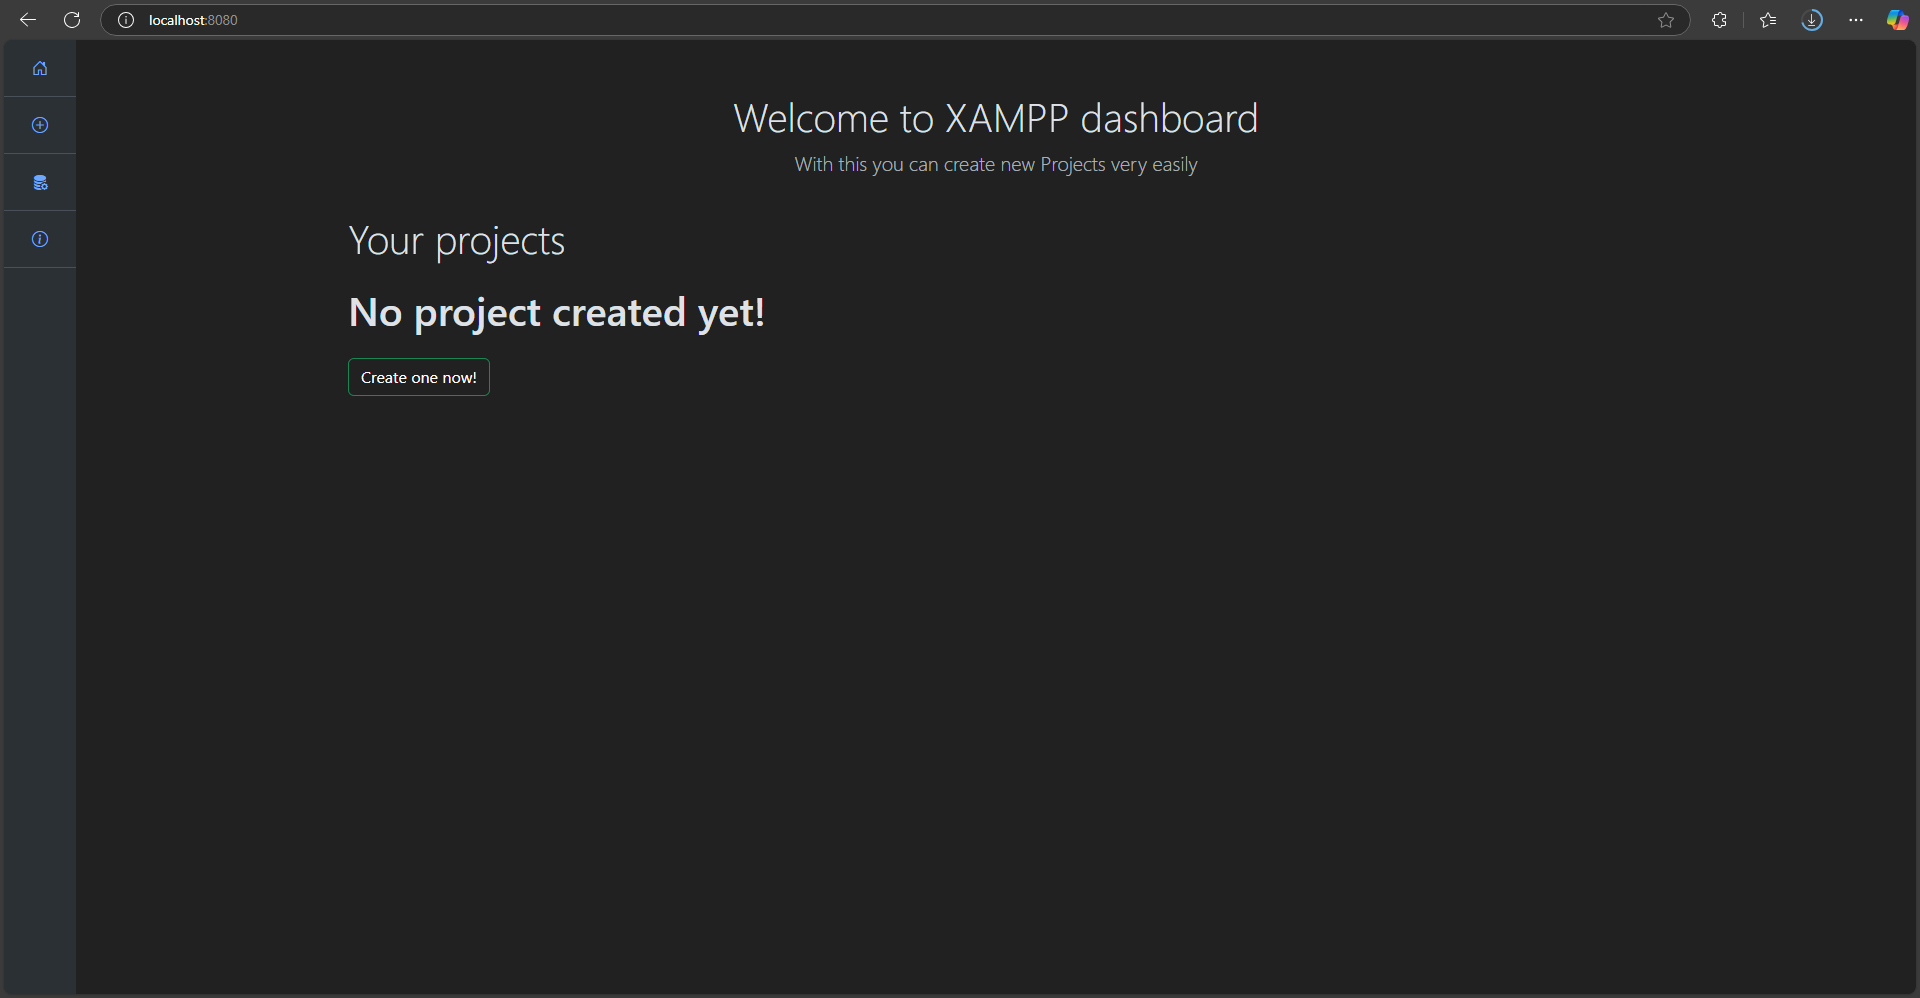 localhost:8080
Welcome to XAMPP dashboard
With this you can create new Projects very easily
Your projects
No project created yet!
Create one now!